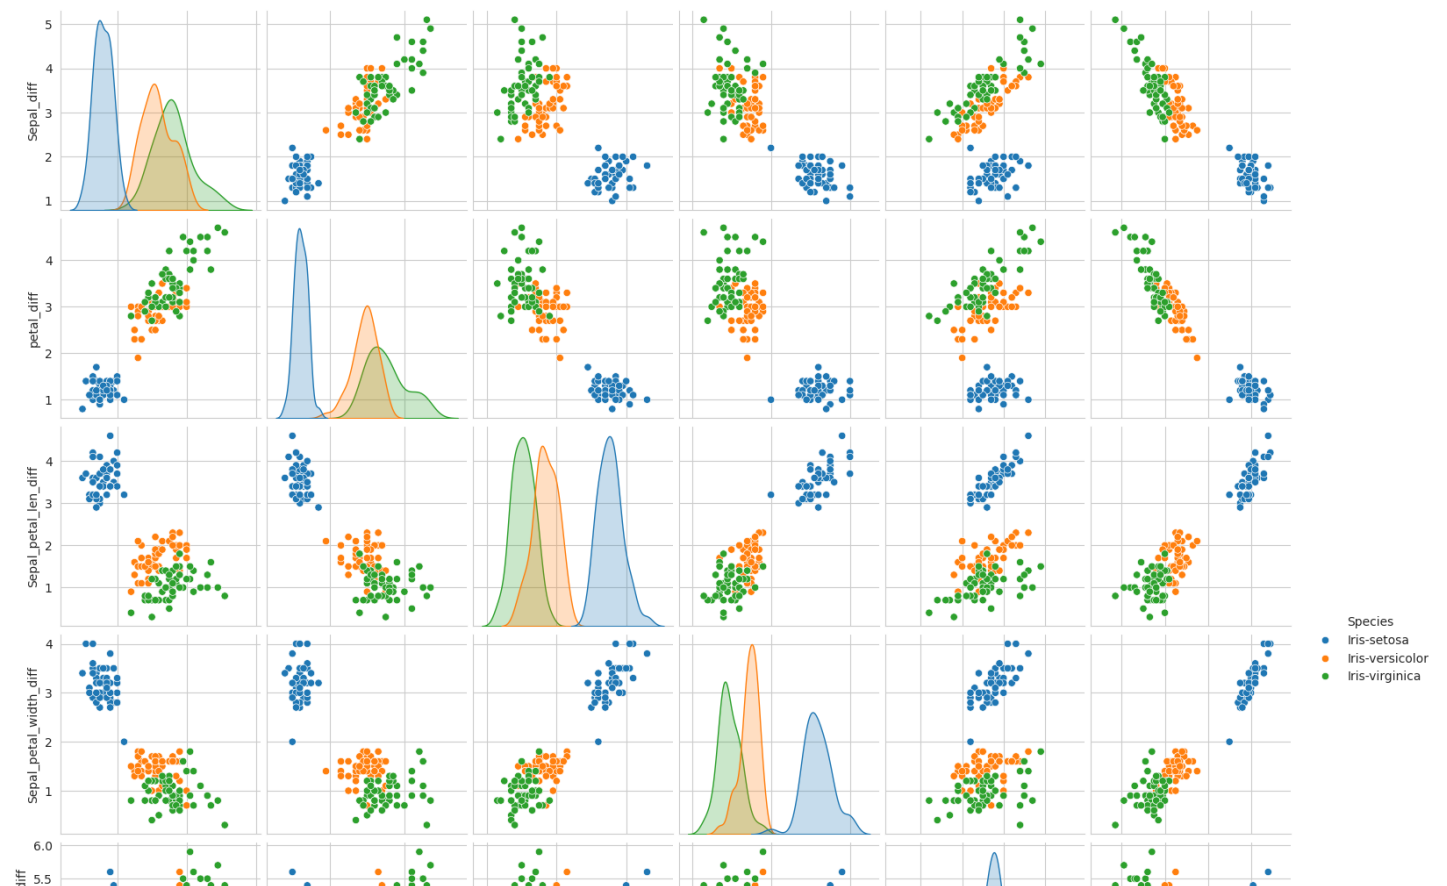 5
4
3
2
1
Sepal_diff
4
3
2
1
petal_diff
4
3
2
1
Sepal_petal_len_diff
4
3
2
1
Sepal_petal_width_diff
Species
Iris-setosa
Iris-versicolor
Iris-virginica
6.0
5.5
diff